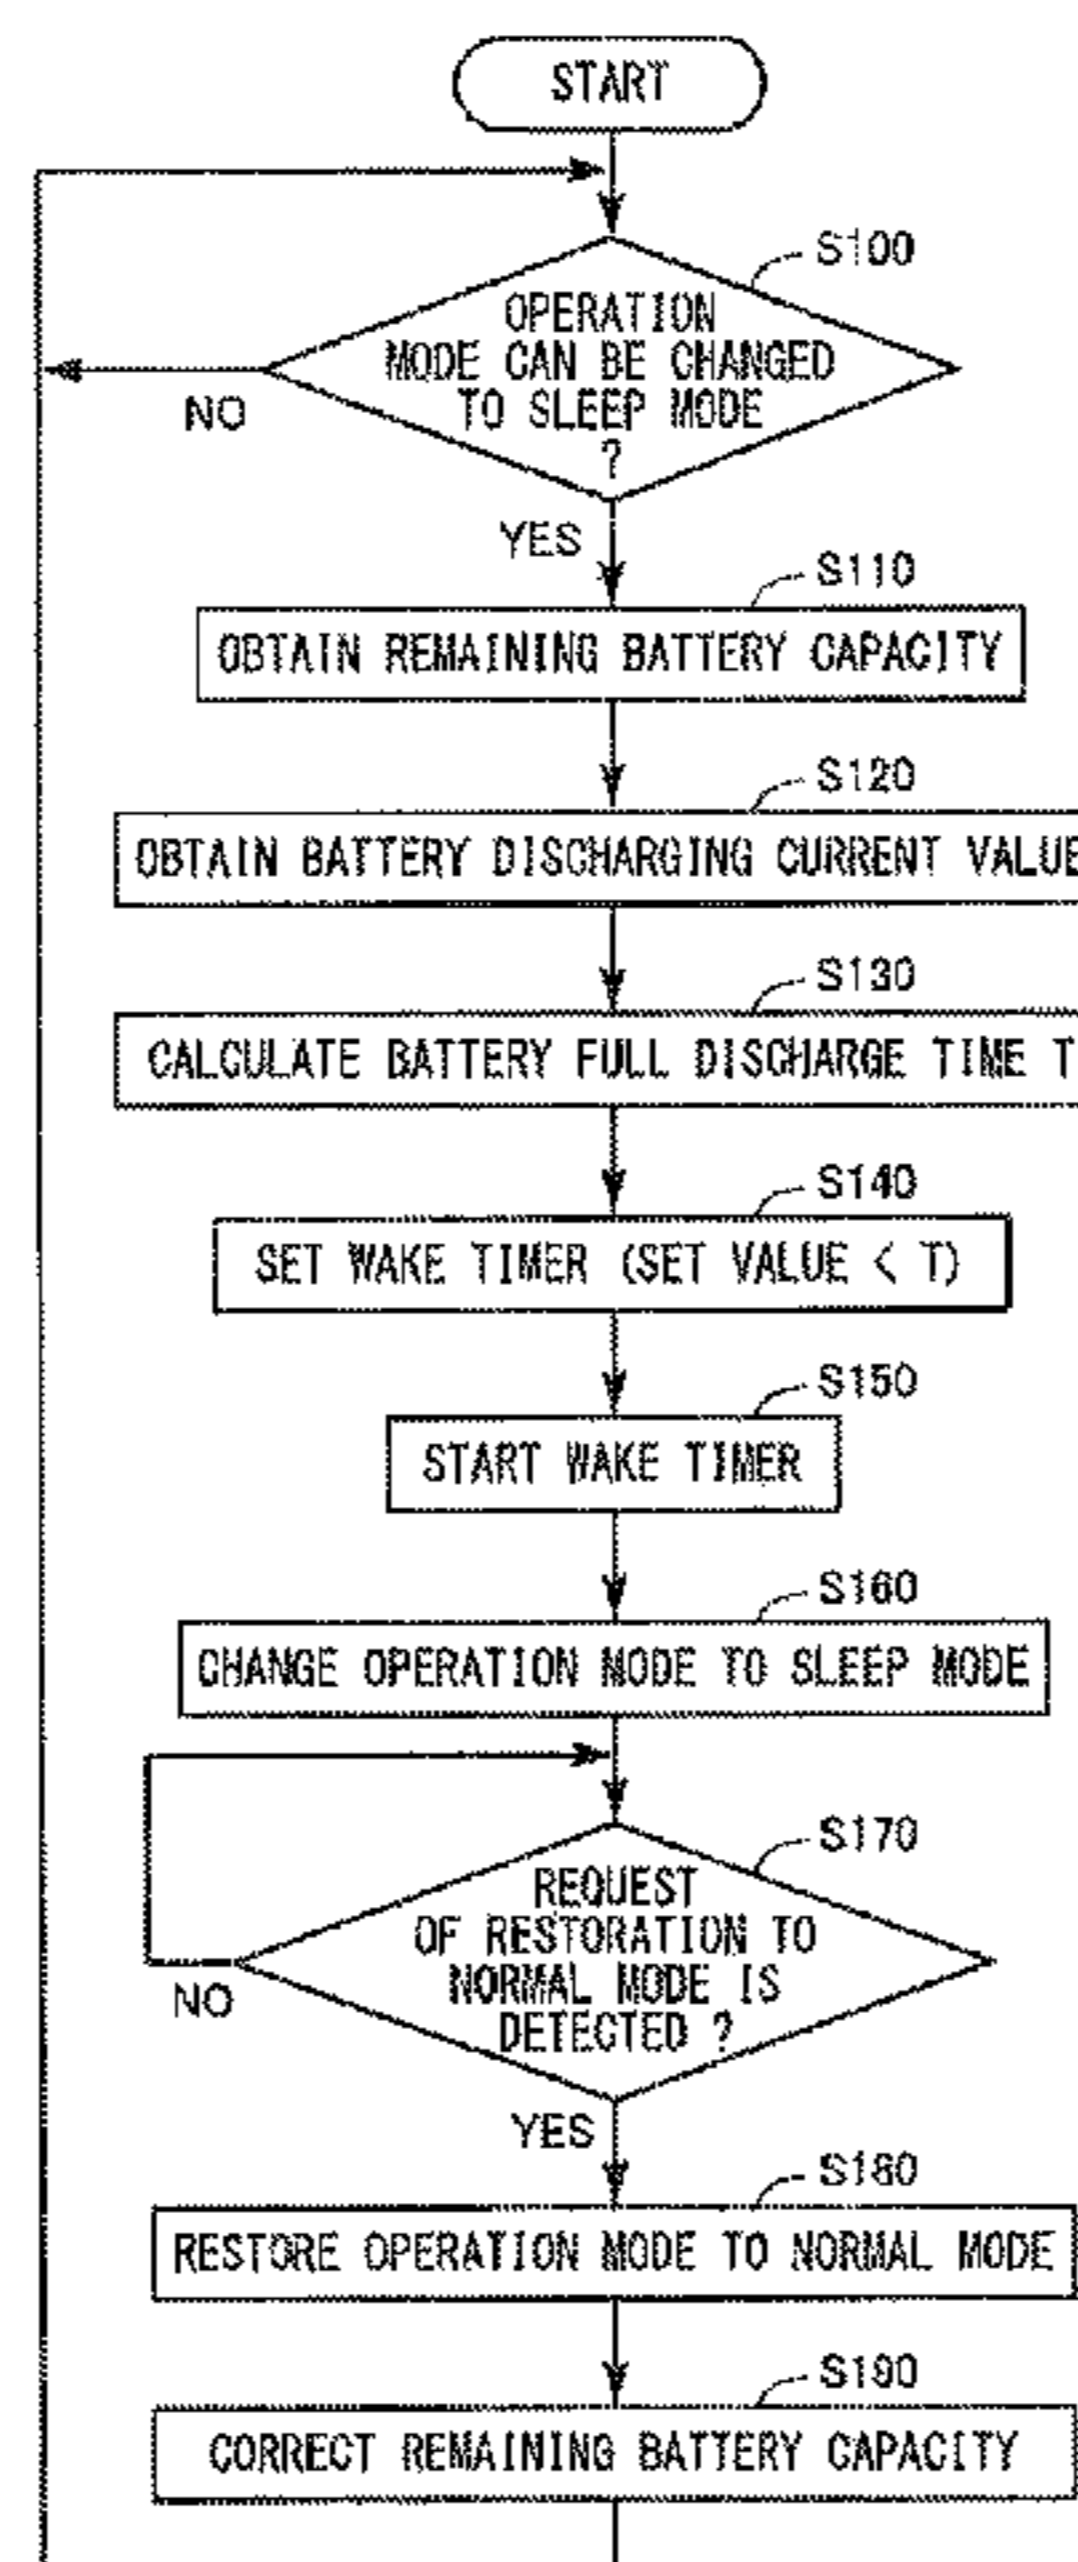 START
S100
OPERATION
MODE CAN BE CHANGED
TO SLEEP MODE
?
NO
YES
S110
OBTAIN REMAINING BATTERY CAPACITY
S120
OBTAIN BATTERY DISCHARGING CURRENT VALUE
S130
CALCULATE BATTERY FULL DISCHARGE TIME T
S140
SET WAKE TIMER (SET VALUE < T)
S150
START WAKE TIMER
S160
CHANGE OPERATION MODE TO SLEEP MODE
S170
REQUEST
OF RESTORATION TO
NORMAL MODE IS
DETECTED ?
NO
YES
S180
RESTORE OPERATION MODE TO NORMAL MODE
S190
CORRECT REMAINING BATTERY CAPACITY